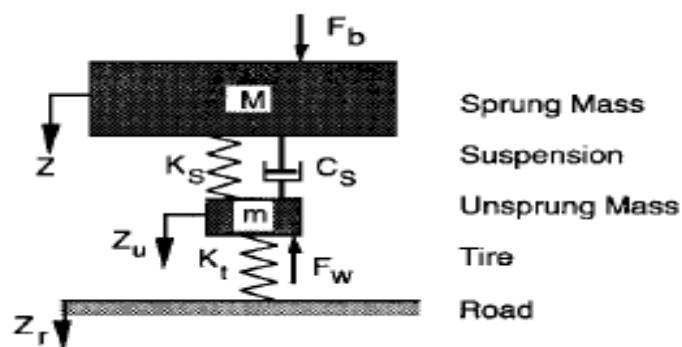 F_b
M
Sprung Mass
Z
K_S
C_S
Suspension
m
Unsprung Mass
Z_u
K_t
F_w
Tire
Z_r
Road